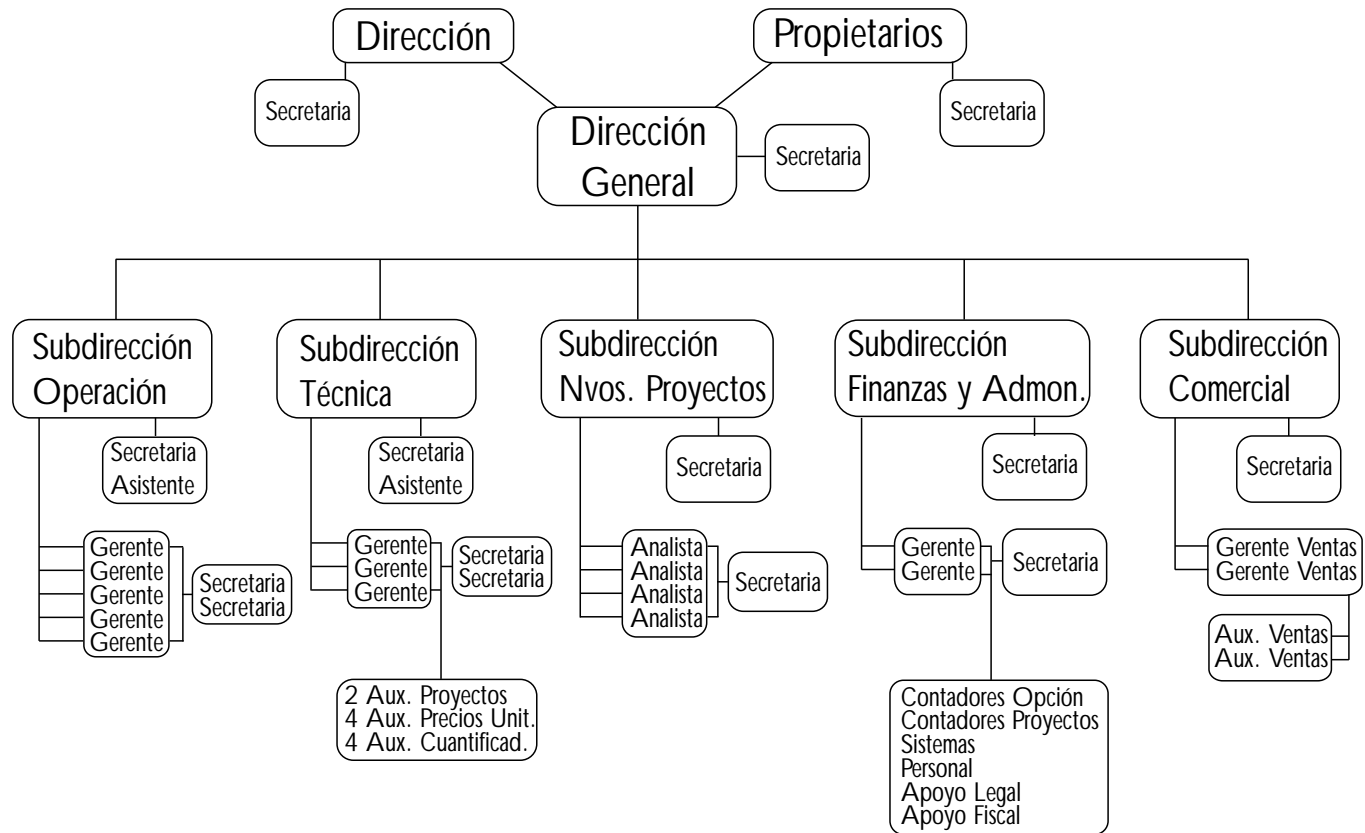 Dirección
Propietarios
Secretaria
Secretaria
Dirección
General
Secretaria
Subdirección
Operación
Subdirección
Técnica
Subdirección
Nvos. Proyectos
Subdirección
Finanzas y Admon.
Subdirección
Comercial
Secretaria
Asistente
Secretaria
Asistente
Secretaria
Secretaria
Secretaria
Gerente
Gerente
Gerente
Gerente
Gerente
Secretaria
Secretaria
Gerente
Gerente
Gerente
Secretaria
Secretaria
2 Aux. Proyectos
4 Aux. Precios Unit.
4 Aux. Cuantificad.
Analista
Analista
Analista
Analista
Secretaria
Gerente
Gerente
Secretaria
Contadores Opción
Contadores Proyectos
Sistemas
Personal
Apoyo Legal
Apoyo Fiscal
Gerente Ventas
Gerente Ventas
Aux. Ventas
Aux. Ventas